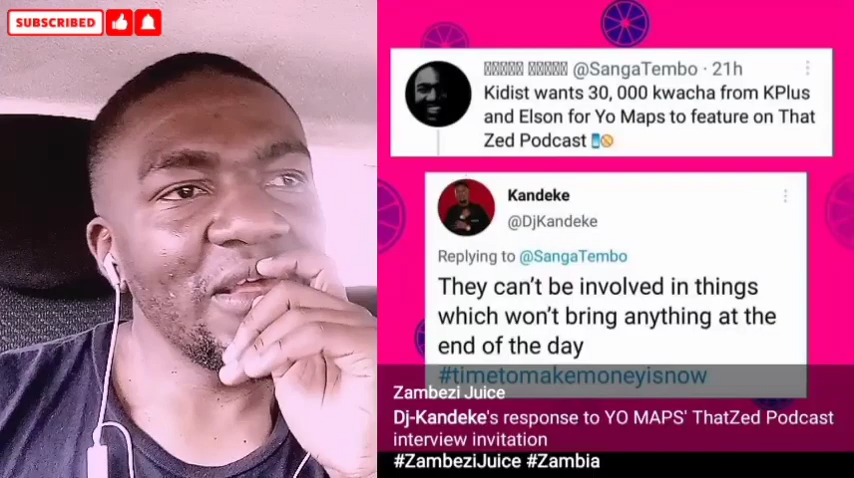 SUBSCRIBED
@SangaTembo · 21h
Kidist wants 30, 000 kwacha from KPlus
and Elson for Yo Maps to feature on That
Zed Podcast
Kandeke
@DjKandeke
Replying to @SangaTembo
They can't be involved in things
which won't bring anything at the
end of the day
#timetomakemoneyisnow
Zambezi Juice
Dj-Kandeke's response to YO MAPS' ThatZed Podcast
interview invitation
#ZambeziJuice #Zambia